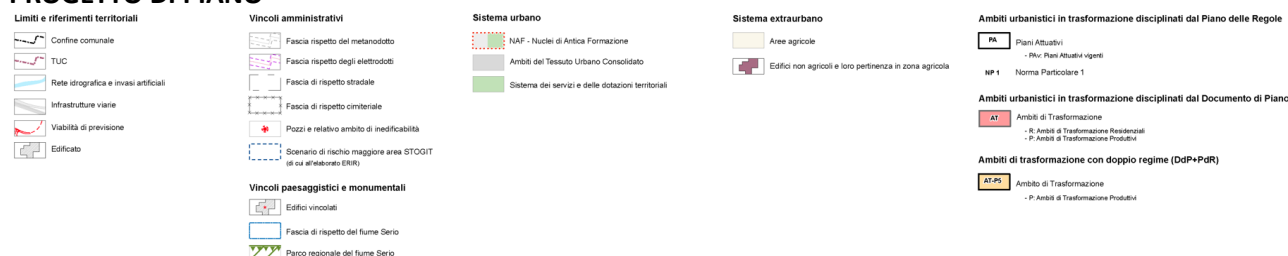 PROGETTO DI PIANO
Limiti e riferimenti territoriali
Confine comunale
TUC
Rete idrografica e invasi artificiali
Infrastrutture viarie
Viabilità di previsione
Edificato
Vincoli amministrativi
Fascia rispetto del metanodotto
Fascia rispetto degli elettrodotti
Fascia di rispetto stradale
Fascia di rispetto cimiteriale
Pozzi e relativo ambito di inedificabilità
Scenario di rischio maggiore area STOGIT
(di cui all'elaborato ERIR)
Vincoli paesaggistici e monumentali
Edifici vincolati
Fascia di rispetto del fiume Serio
Parco regionale del fiume Serio
Sistema urbano
NAF - Nuclei di Antica Formazione
Ambiti del Tessuto Urbano Consolidato
Sistema dei servizi e delle dotazioni territoriali
Sistema extraurbano
Aree agricole
Edifici non agricoli e loro pertinenza in zona agricola
Ambiti urbanistici in trasformazione disciplinati dal Piano delle Regole
PA Piani Attuativi
- PAv: Piani Attuativi vigenti
NP 1 Norma Particolare 1
Ambiti urbanistici in trasformazione disciplinati dal Documento di Piano
AT Ambiti di Trasformazione
- R: Ambiti di Trasformazione Residenziali
- P: Ambiti di Trasformazione Produttivi
Ambiti di trasformazione con doppio regime (DdP+PdR)
AT-P5 Ambito di Trasformazione
- P: Ambiti di Trasformazione Produttivi